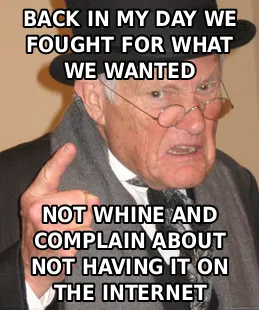 BACK IN MY DAY WE
FOUGHT FOR WHAT
WE WANTED
NOT WHINE AND
COMPLAIN ABOUT
NOT HAVING IT ON
THE INTERNET